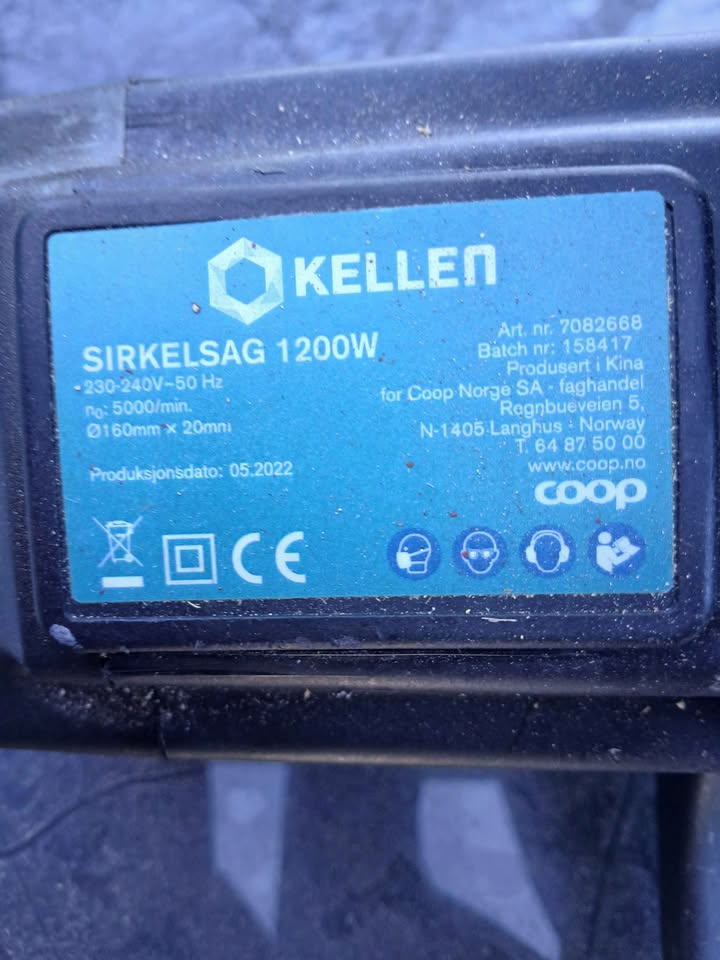 KELLEN
SIRKELSAG 1200W
230-240V~50 Hz
n₀: 5000/min.
Ø160mm × 20mm
Produksjonsdato: 05.2022
Art. nr. 7082668
Batch nr: 158417
Produsert i Kina
for Coop Norge SA - faghandel
Regnbueveien 5,
N-1405 Langhus - Norway
T. 64 87 50 00
www.coop.no
coop
CE